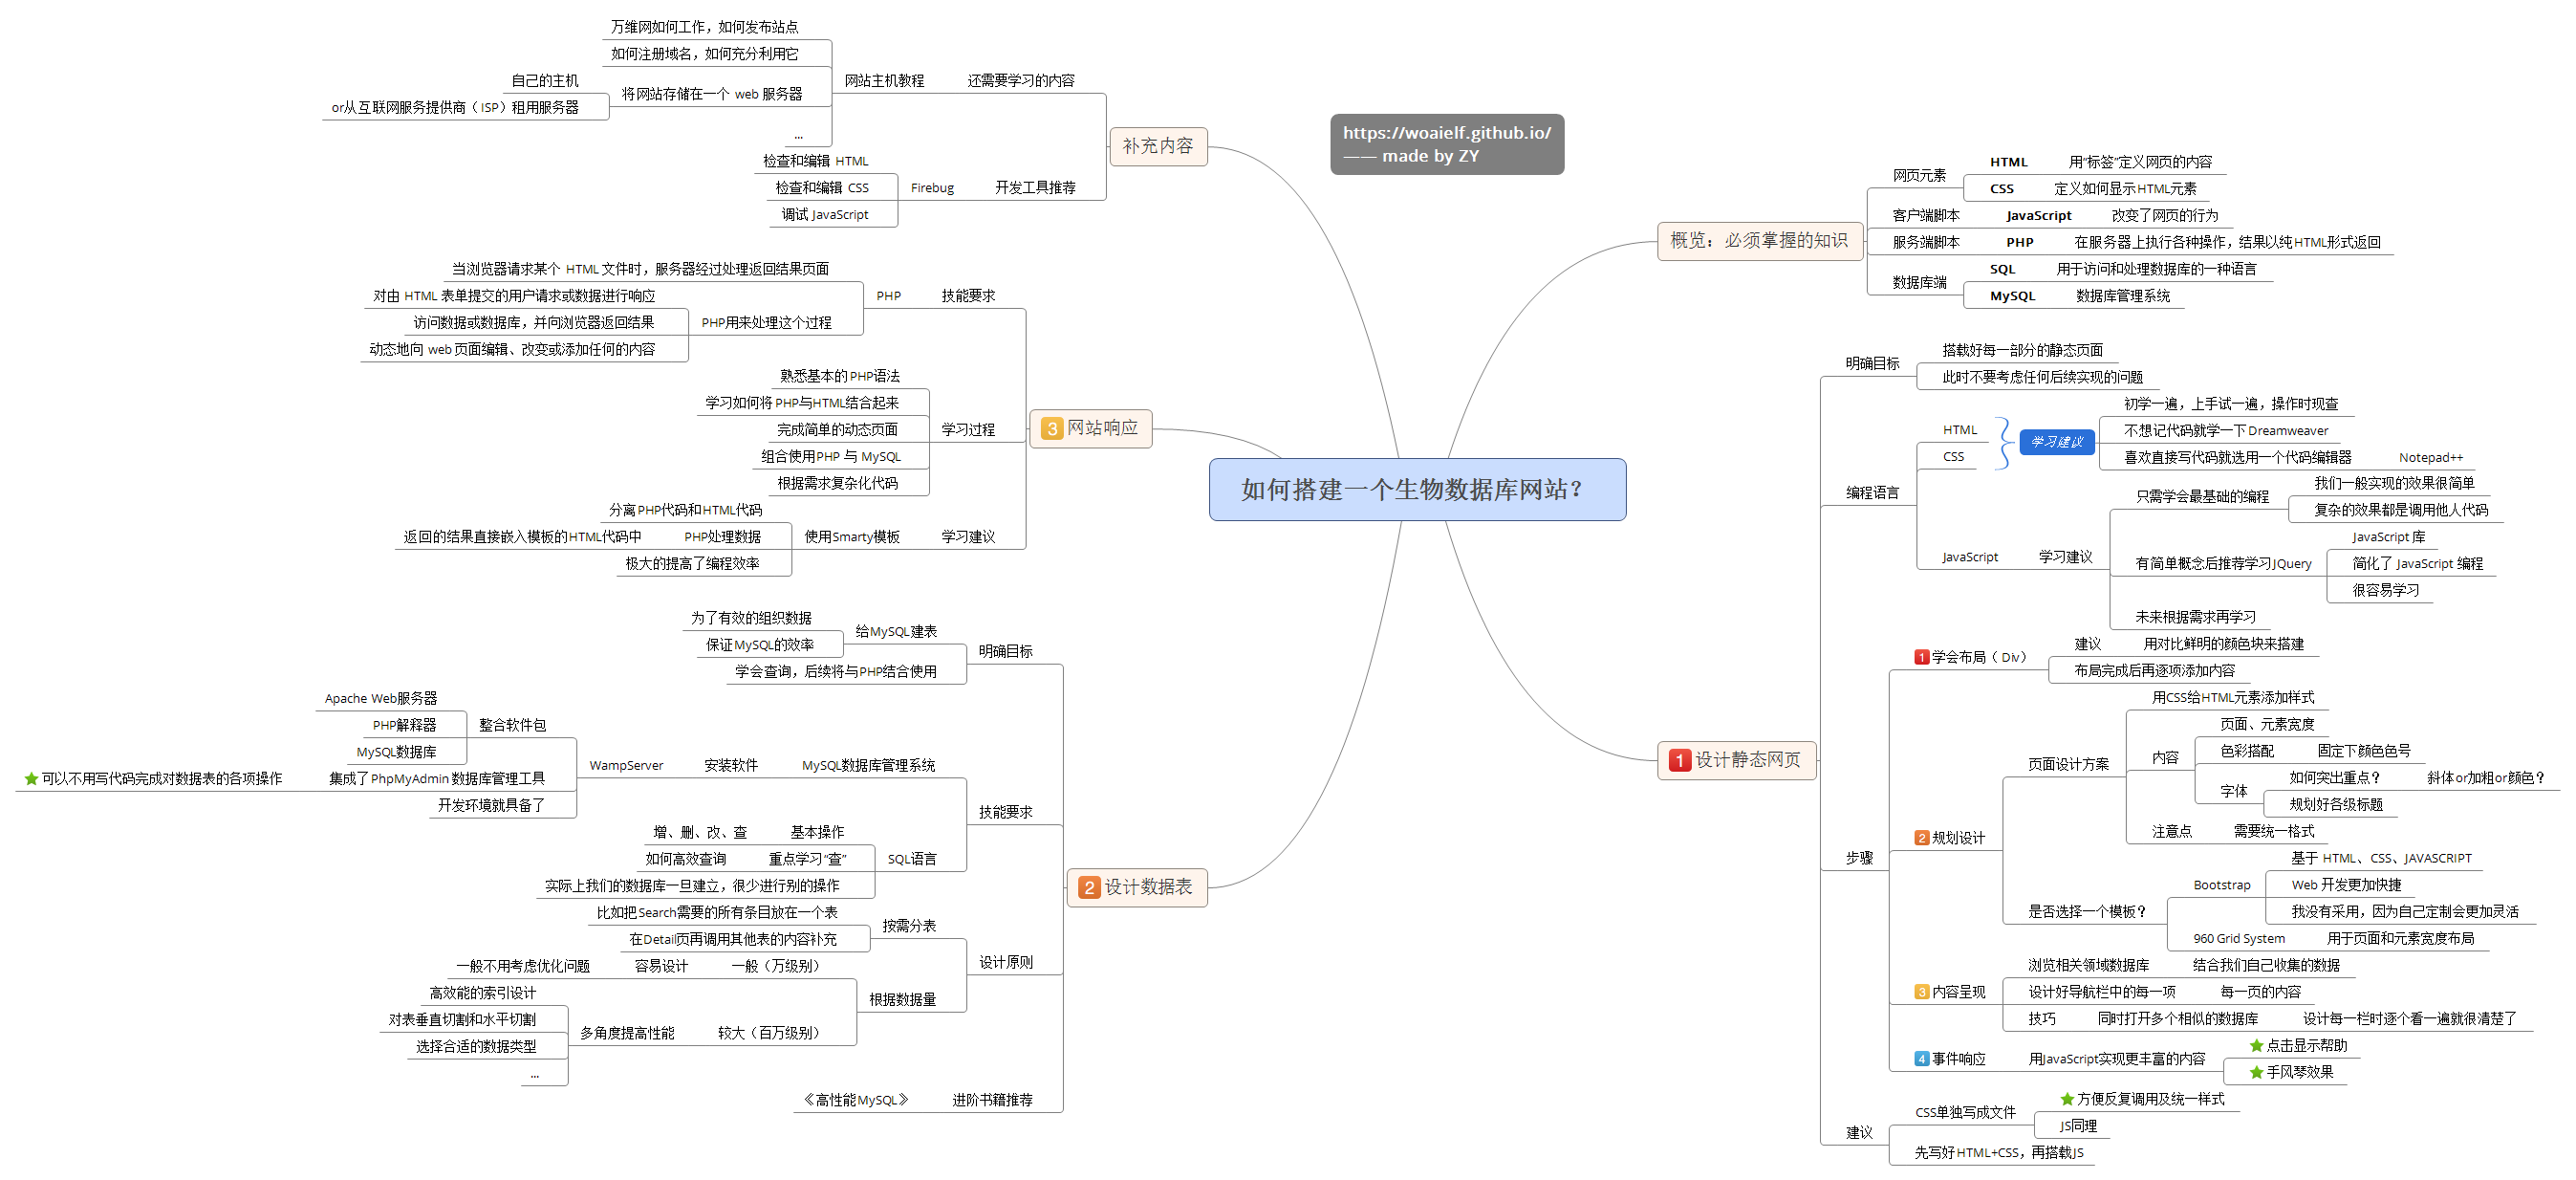 如何搭建一个生物数据库网站？
https://woaielf.github.io/
—— made by ZY
概览：必须掌握的知识
网页元素
HTML
用“标签”定义网页的内容
CSS
定义如何显示HTML元素
客户端脚本
JavaScript
改变了网页的行为
服务端脚本
PHP
在服务器上执行各种操作，结果以纯HTML形式返回
数据库端
SQL
用于访问和处理数据库的一种语言
MySQL
数据库管理系统
1 设计静态网页
明确目标
搭载好每一部分的静态页面
此时不要考虑任何后续实现的问题
编程语言
HTML
CSS
学习建议
初学一遍，上手试一遍，操作时现查
不想记代码就学一下Dreamweaver
喜欢直接写代码就选用一个代码编辑器
Notepad++
JavaScript
学习建议
只需学会最基础的编程
我们一般实现的效果很简单
复杂的效果都是调用他人代码
有简单概念后推荐学习JQuery
JavaScript 库
简化了 JavaScript 编程
很容易学习
未来根据需求再学习
步骤
1 学会布局（Div）
建议
用对比鲜明的颜色块来搭建
布局完成后再逐项添加内容
2 规划设计
页面设计方案
用CSS给HTML元素添加样式
内容
页面、元素宽度
色彩搭配
固定下颜色色号
字体
如何突出重点？
斜体or加粗or颜色？
规划好各级标题
注意点
需要统一格式
是否选择一个模板？
Bootstrap
基于 HTML、CSS、JAVASCRIPT
Web 开发更加快捷
我没有采用，因为自己定制会更加灵活
960 Grid System
用于页面和元素宽度布局
3 内容呈现
浏览相关领域数据库
结合我们自己收集的数据
设计好导航栏中的每一项
每一页的内容
技巧
同时打开多个相似的数据库
设计每一栏时逐个看一遍就很清楚了
4 事件响应
用JavaScript实现更丰富的内容
点击显示帮助
手风琴效果
建议
CSS单独写成文件
方便反复调用及统一样式
JS同理
先写好HTML+CSS，再搭载JS
2 设计数据表
明确目标
给MySQL建表
为了有效的组织数据
保证MySQL的效率
学会查询，后续将与PHP结合使用
技能要求
MySQL数据库管理系统
安装软件
WampServer
整合软件包
Apache Web服务器
PHP解释器
MySQL数据库
集成了PhpMyAdmin 数据库管理工具
可以不用写代码完成对数据表的各项操作
开发环境就具备了
SQL语言
基本操作
增、删、改、查
重点学习“查”
如何高效查询
实际上我们的数据库一旦建立，很少进行别的操作
设计原则
按需分表
比如把Search需要的所有条目放在一个表
在Detail页再调用其他表的内容补充
根据数据量
一般（万级别）
容易设计
一般不用考虑优化问题
较大（百万级别）
多角度提高性能
高效能的索引设计
对表垂直切割和水平切割
选择合适的数据类型
...
进阶书籍推荐
《高性能MySQL》
3 网站响应
技能要求
PHP
当浏览器请求某个 HTML 文件时，服务器经过处理返回结果页面
PHP用来处理这个过程
对由 HTML 表单提交的用户请求或数据进行响应
访问数据或数据库，并向浏览器返回结果
动态地向 web 页面编辑、改变或添加任何的内容
学习过程
熟悉基本的PHP语法
学习如何将PHP与HTML结合起来
完成简单的动态页面
组合使用PHP 与 MySQL
根据需求复杂化代码
学习建议
使用Smarty模板
分离PHP代码和HTML代码
PHP处理数据
返回的结果直接嵌入模板的HTML代码中
极大的提高了编程效率
补充内容
还需要学习的内容
网站主机教程
万维网如何工作，如何发布站点
如何注册域名，如何充分利用它
将网站存储在一个 web 服务器
自己的主机
or从互联网服务提供商（ISP）租用服务器
...
开发工具推荐
Firebug
检查和编辑 HTML
检查和编辑 CSS
调试 JavaScript